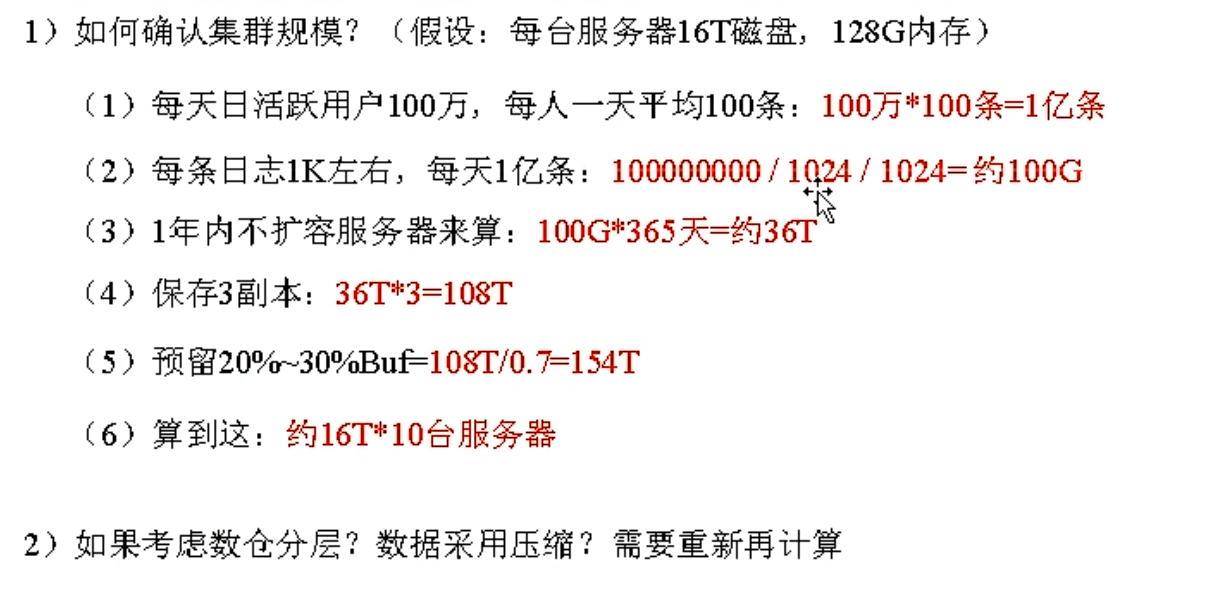 1）如何确认集群规模？（假设：每台服务器16T磁盘，128G内存）
（1）每天日活跃用户100万，每人一天平均100条：100万*100条=1亿条
（2）每条日志1K左右，每天1亿条：100000000 / 1024 / 1024= 约100G
（3）1年内不扩容服务器来算：100G*365天=约36T
（4）保存3副本：36T*3=108T
（5）预留20%~30%Buf=108T/0.7=154T
（6）算到这：约16T*10台服务器
2）如果考虑数仓分层？数据采用压缩？需要重新再计算